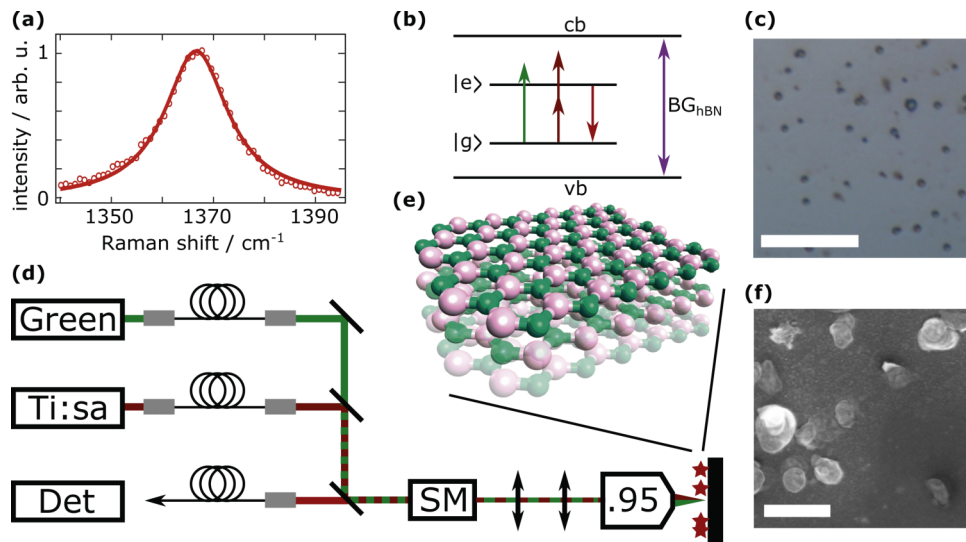 (a)
intensity / arb. u.
1
0
1350
1370
1390
Raman shift / cm⁻¹
(b)
cb
|e>
|g>
vb
BG_hBN
(c)
(d)
Green
Ti:sa
Det
SM
.95
(e)
(f)